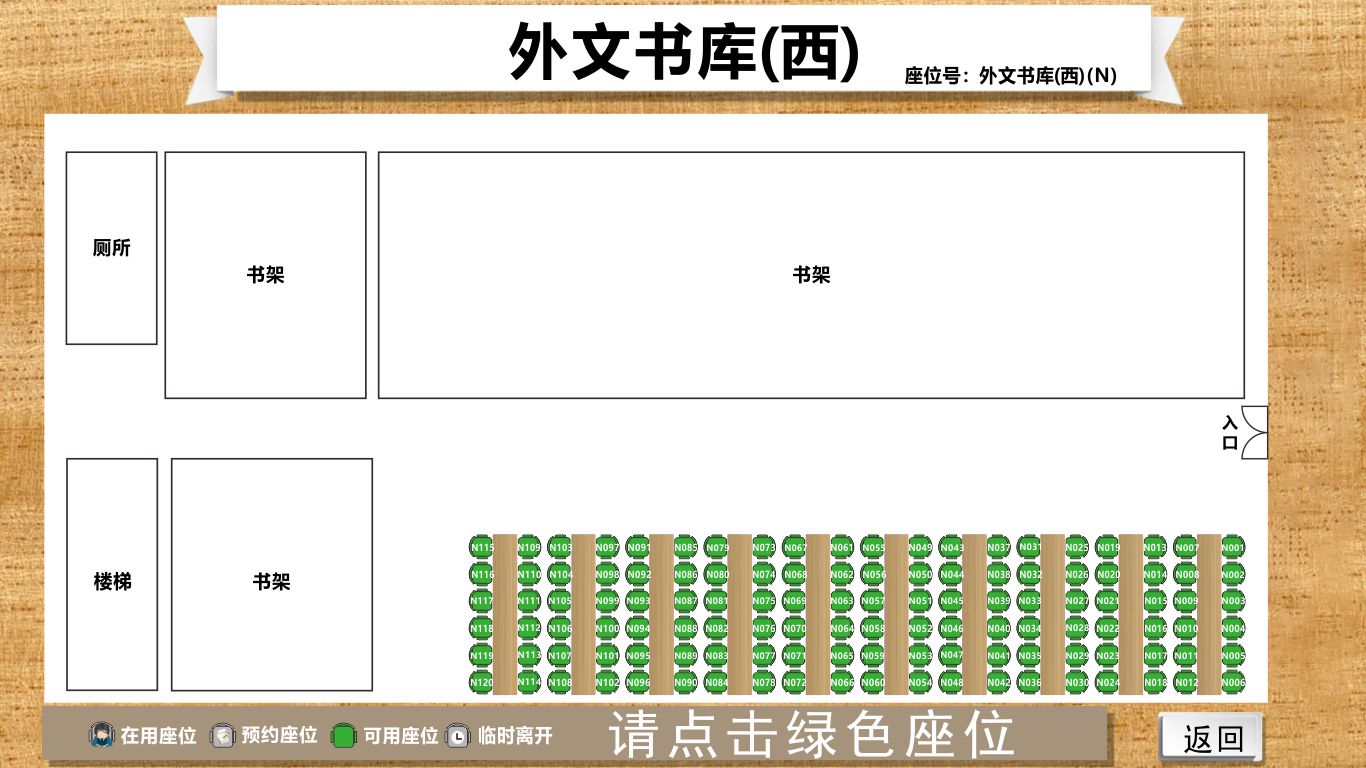 外文书库(西)
座位号：外文书库(西)(N)
厕所
书架
书架
入口
楼梯
书架
N115 N109 N103 N097 N091 N085 N079 N073 N067 N061 N055 N049 N043 N037 N031 N025 N019 N013 N007 N001
N116 N110 N104 N098 N092 N086 N080 N074 N068 N062 N056 N050 N044 N038 N032 N026 N020 N014 N008 N002
N117 N111 N105 N099 N093 N087 N081 N075 N069 N063 N057 N051 N045 N039 N033 N027 N021 N015 N009 N003
N118 N112 N106 N100 N094 N088 N082 N076 N070 N064 N058 N052 N046 N040 N034 N028 N022 N016 N010 N004
N119 N113 N107 N101 N095 N089 N083 N077 N071 N065 N059 N053 N047 N041 N035 N029 N023 N017 N011 N005
N120 N114 N108 N102 N096 N090 N084 N078 N072 N066 N060 N054 N048 N042 N036 N030 N024 N018 N012 N006
在用座位 预约座位 可用座位 临时离开
请点击绿色座位
返回